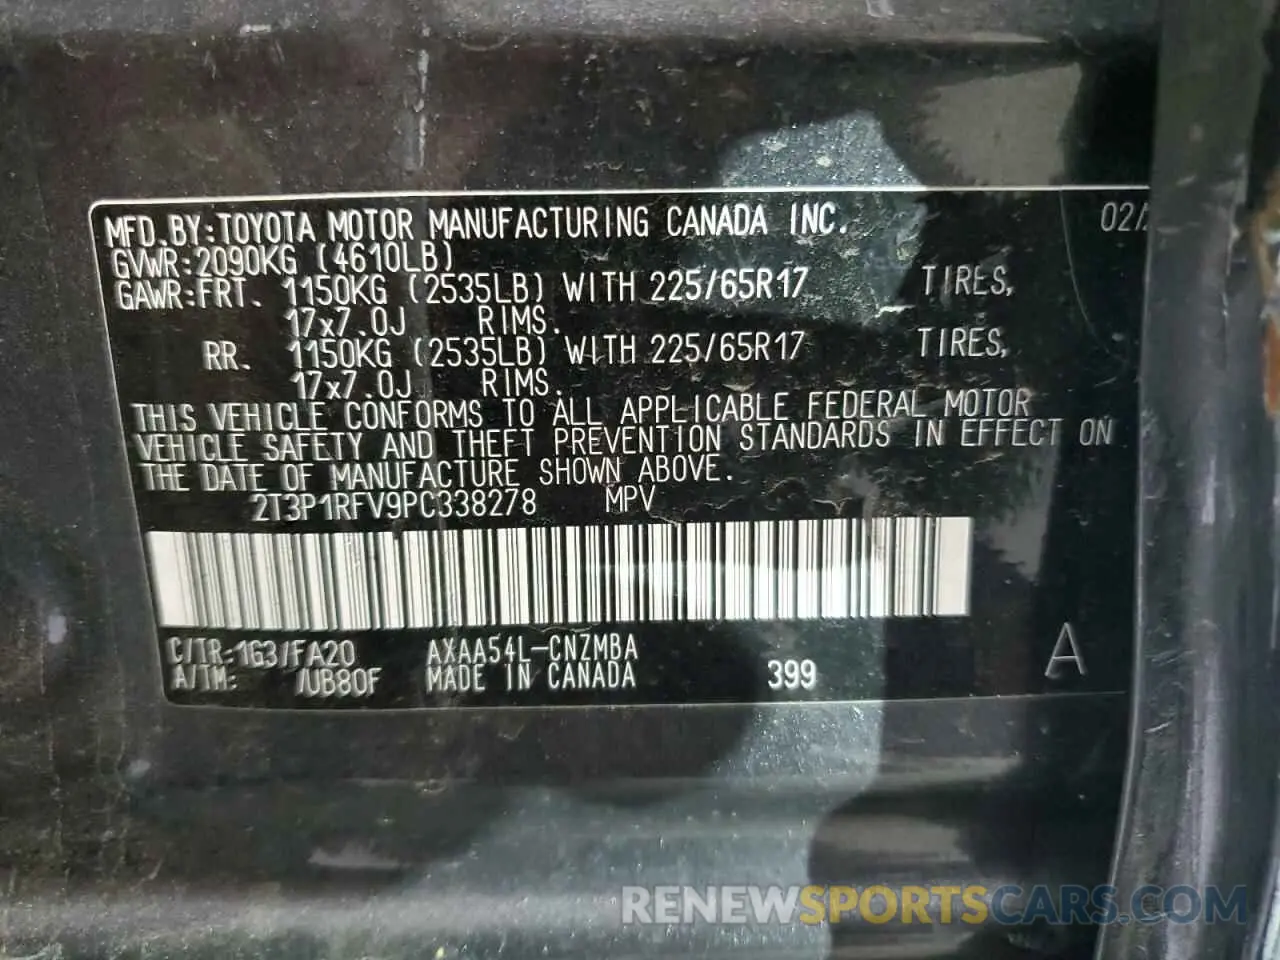 MFD.BY:TOYOTA MOTOR MANUFACTURING CANADA INC. 02/
GVWR:2090KG (4610LB)
GAWR:FRT. 1150KG (2535LB) WITH 225/65R17 TIRES,
17x7.0J RIMS.
RR. 1150KG (2535LB) WITH 225/65R17 TIRES,
17x7.0J RIMS.
THIS VEHICLE CONFORMS TO ALL APPLICABLE FEDERAL MOTOR
VEHICLE SAFETY AND THEFT PREVENTION STANDARDS IN EFFECT ON
THE DATE OF MANUFACTURE SHOWN ABOVE.
2T3P1RFV9PC338278 MPV
C/TR:1G3/FA20 AXAA54L-CNZMBA
A/TM: /UB80F MADE IN CANADA 399 A
RENEWSPORTSCARS.COM